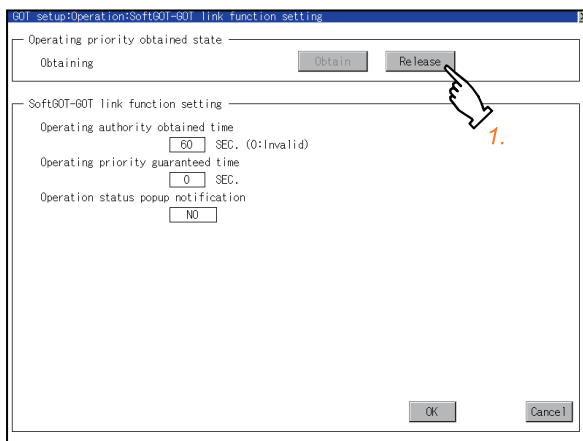 GOT setup:Operation:SoftGOT-GOT link function setting
Operating priority obtained state
Obtaining
Obtain
Release
1.
SoftGOT-GOT link function setting
Operating authority obtained time
60 SEC. (0:Invalid)
Operating priority guaranteed time
0 SEC.
Operation status popup notification
NO
OK
Cancel